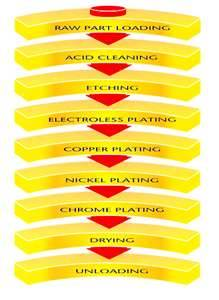 RAW PART LOADING
ACID CLEANING
ETCHING
ELECTROLESS PLATING
COPPER PLATING
NICKEL PLATING
CHROME PLATING
DRYING
UNLOADING